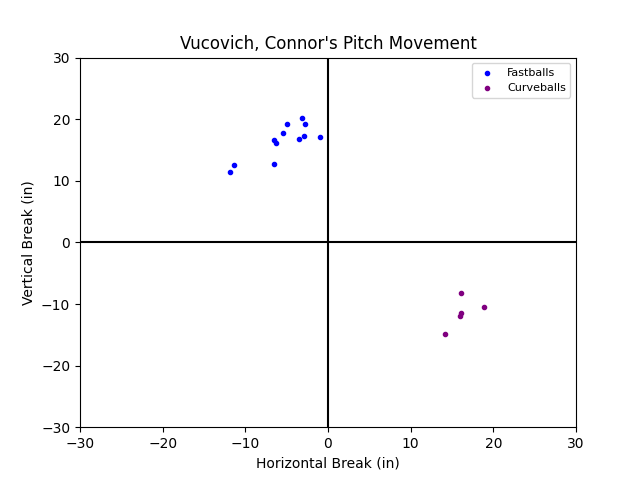 Vucovich, Connor's Pitch Movement
Fastballs
Curveballs
30
20
10
0
−10
−20
−30
Vertical Break (in)
−30
−20
−10
0
10
20
30
Horizontal Break (in)